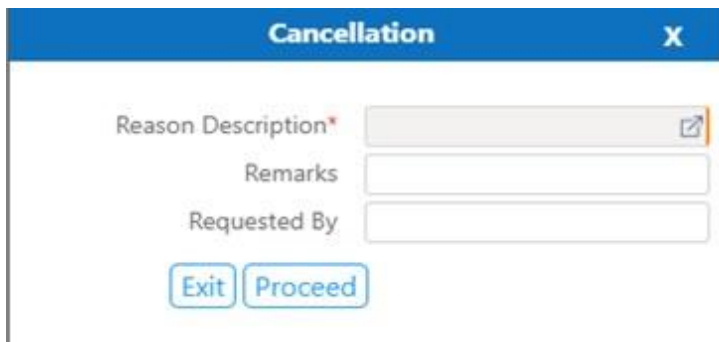 Cancellation X
Reason Description*
Remarks
Requested By
Exit Proceed